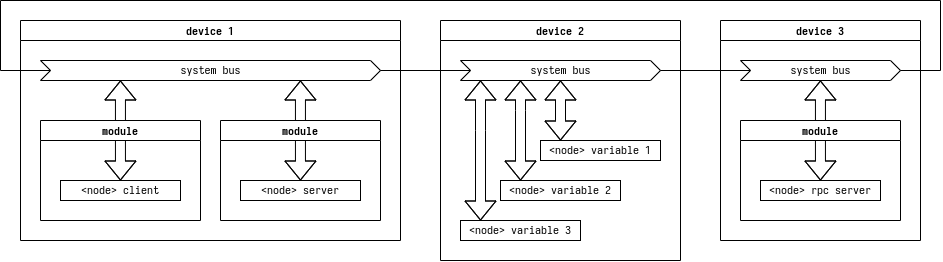 device 1
device 2
device 3
system bus
system bus
system bus
module
module
module
<node> variable 1
<node> client
<node> server
<node> variable 2
<node> rpc server
<node> variable 3